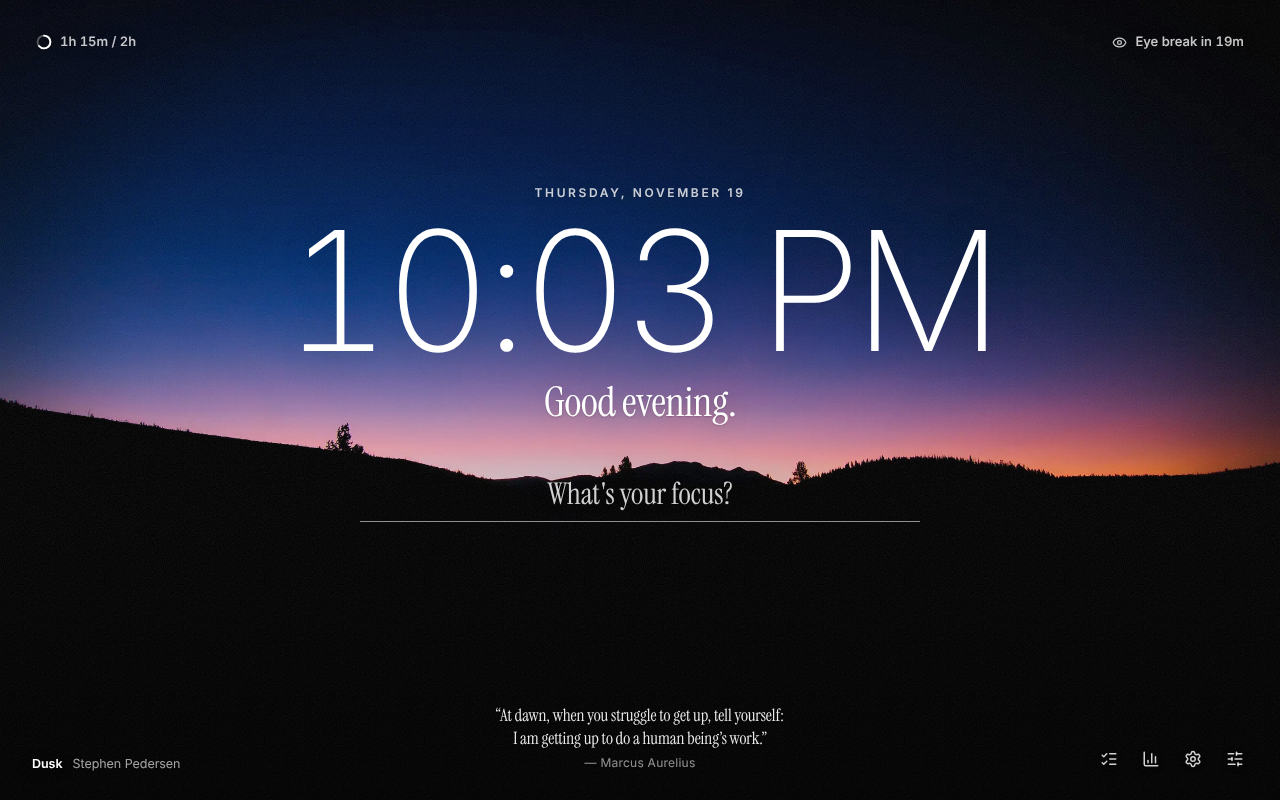 1h 15m / 2h
Eye break in 19m
THURSDAY, NOVEMBER 19
10:03 PM
Good evening.
What's your focus?
“At dawn, when you struggle to get up, tell yourself:
I am getting up to do a human being’s work.”
— Marcus Aurelius
Dusk Stephen Pedersen